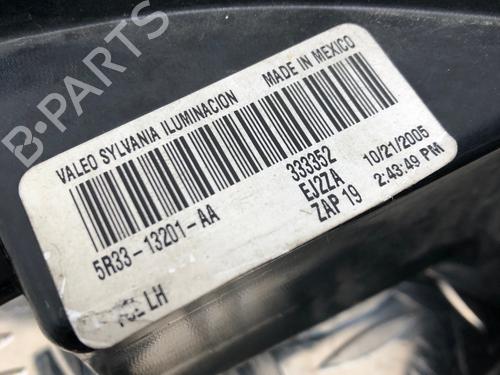 B-PARTS
VALEO SYLVANIA ILUMINACION MADE IN MEXICO
5R33-13201-AA
333352
EJ2ZA
ZAP 19
10/21/2005
2:43:49 PM
LH